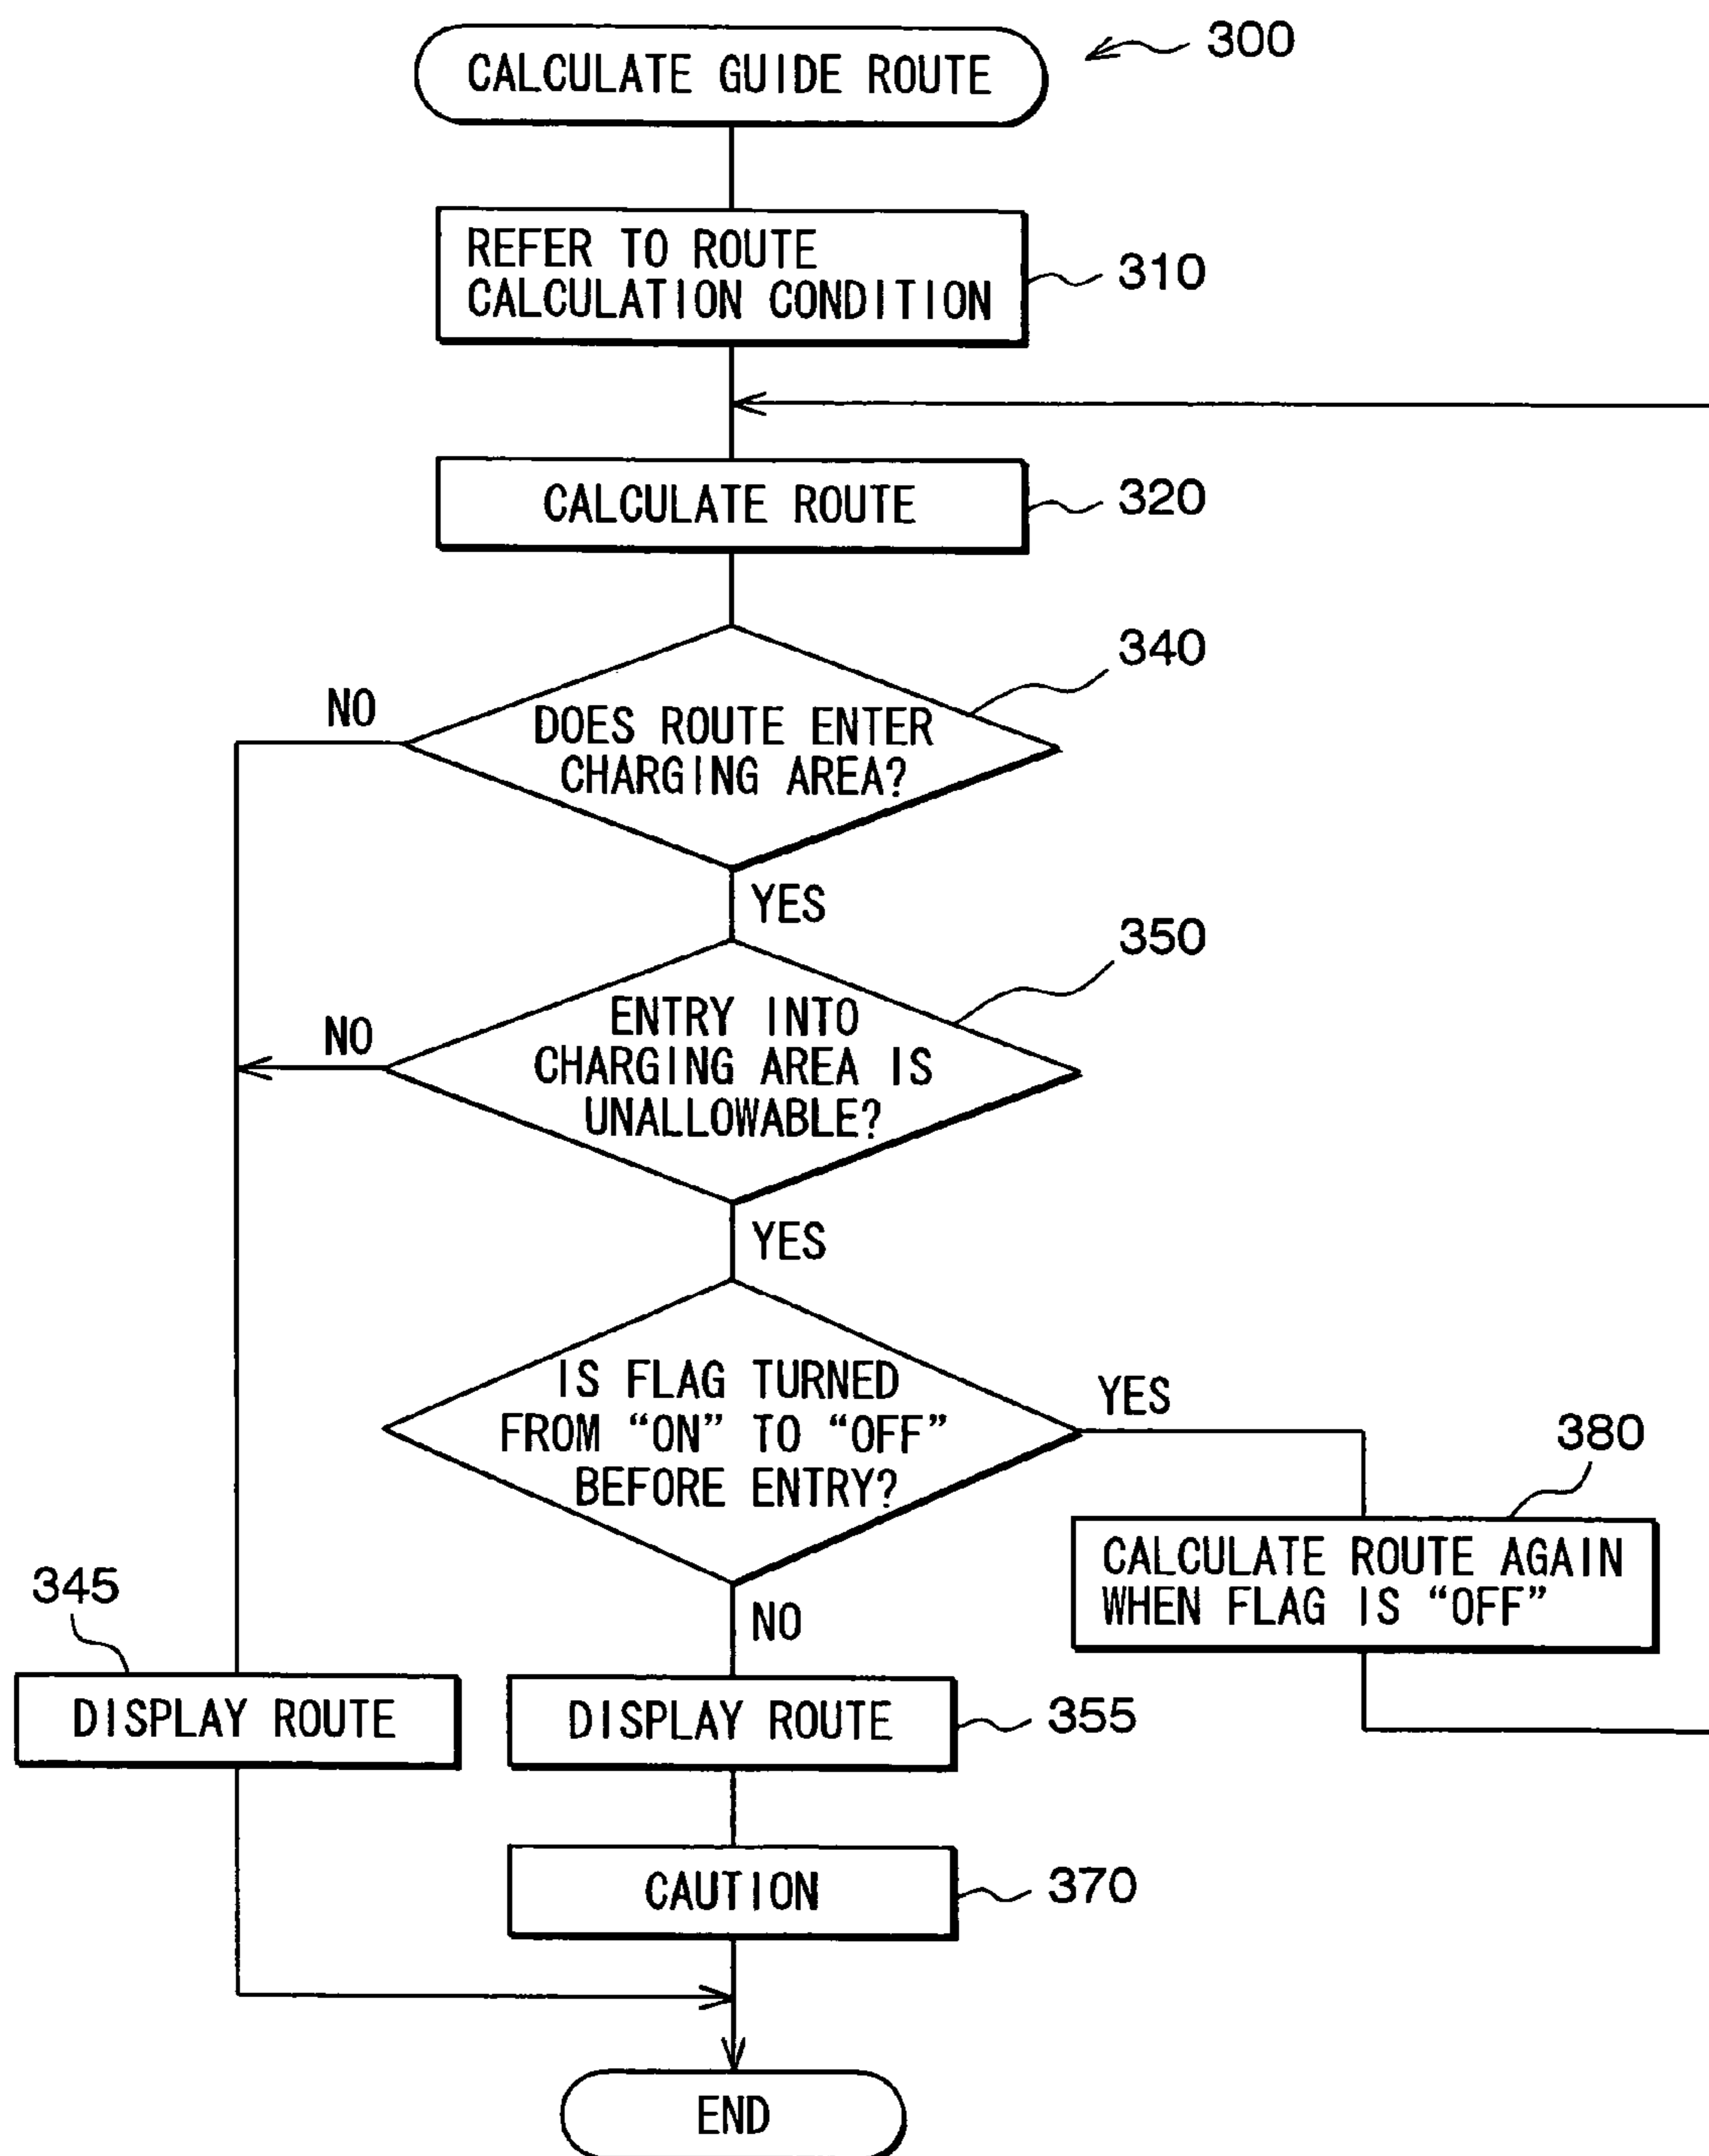 CALCULATE GUIDE ROUTE
300
REFER TO ROUTE
CALCULATION CONDITION
310
CALCULATE ROUTE
320
340
NO
DOES ROUTE ENTER
CHARGING AREA?
YES
350
NO
ENTRY INTO
CHARGING AREA IS
UNALLOWABLE?
YES
IS FLAG TURNED
FROM “ON” TO “OFF”
BEFORE ENTRY?
YES
380
CALCULATE ROUTE AGAIN
WHEN FLAG IS “OFF”
NO
345
DISPLAY ROUTE
DISPLAY ROUTE
355
CAUTION
370
END